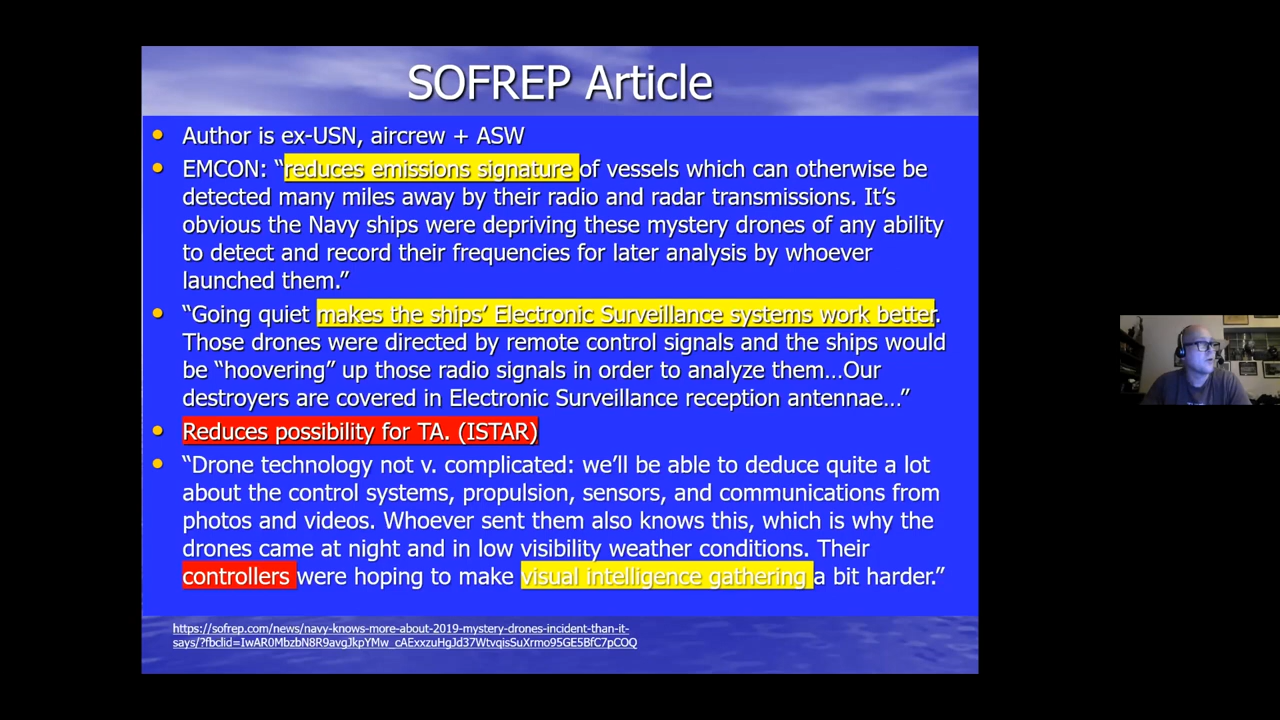 SOFREP Article
Author is ex-USN, aircrew + ASW
EMCON: “reduces emissions signature of vessels which can otherwise be
detected many miles away by their radio and radar transmissions. It’s
obvious the Navy ships were depriving these mystery drones of any ability
to detect and record their frequencies for later analysis by whoever
launched them.”
“Going quiet makes the ships’ Electronic Surveillance systems work better.
Those drones were directed by remote control signals and the ships would
be “hoovering” up those radio signals in order to analyze them…Our
destroyers are covered in Electronic Surveillance reception antennae…”
Reduces possibility for TA. (ISTAR)
“Drone technology not v. complicated: we’ll be able to deduce quite a lot
about the control systems, propulsion, sensors, and communications from
photos and videos. Whoever sent them also knows this, which is why the
drones came at night and in low visibility weather conditions. Their
controllers were hoping to make visual intelligence gathering a bit harder.”
https://sofrep.com/news/navy-knows-more-about-2019-mystery-drones-incident-than-it-
says/?fbclid=IwAR0MbzbN8R9avgJkpYMw_cAExxzuHgJd37WtvqisSuXrmo95GE5BfC7pCOQ